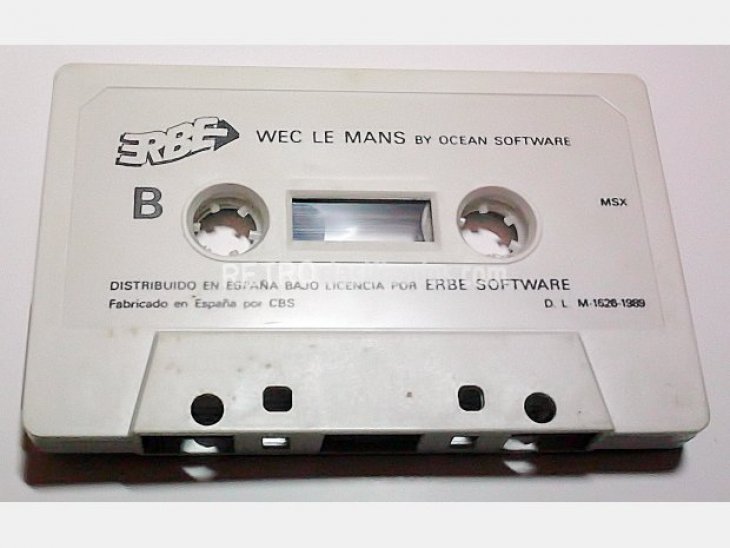 ERBE
WEC LE MANS BY OCEAN SOFTWARE
B
MSX
DISTRIBUIDO EN ESPAÑA BAJO LICENCIA POR ERBE SOFTWARE
Fabricado en España por CBS
D. L. M-1626-1989